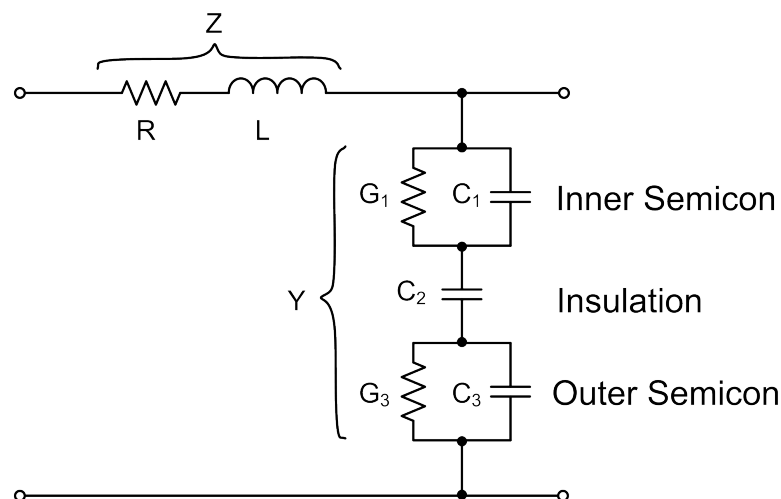 Z
R
L
G₁
C₁
Inner Semicon
Y
C₂
Insulation
G₃
C₃
Outer Semicon